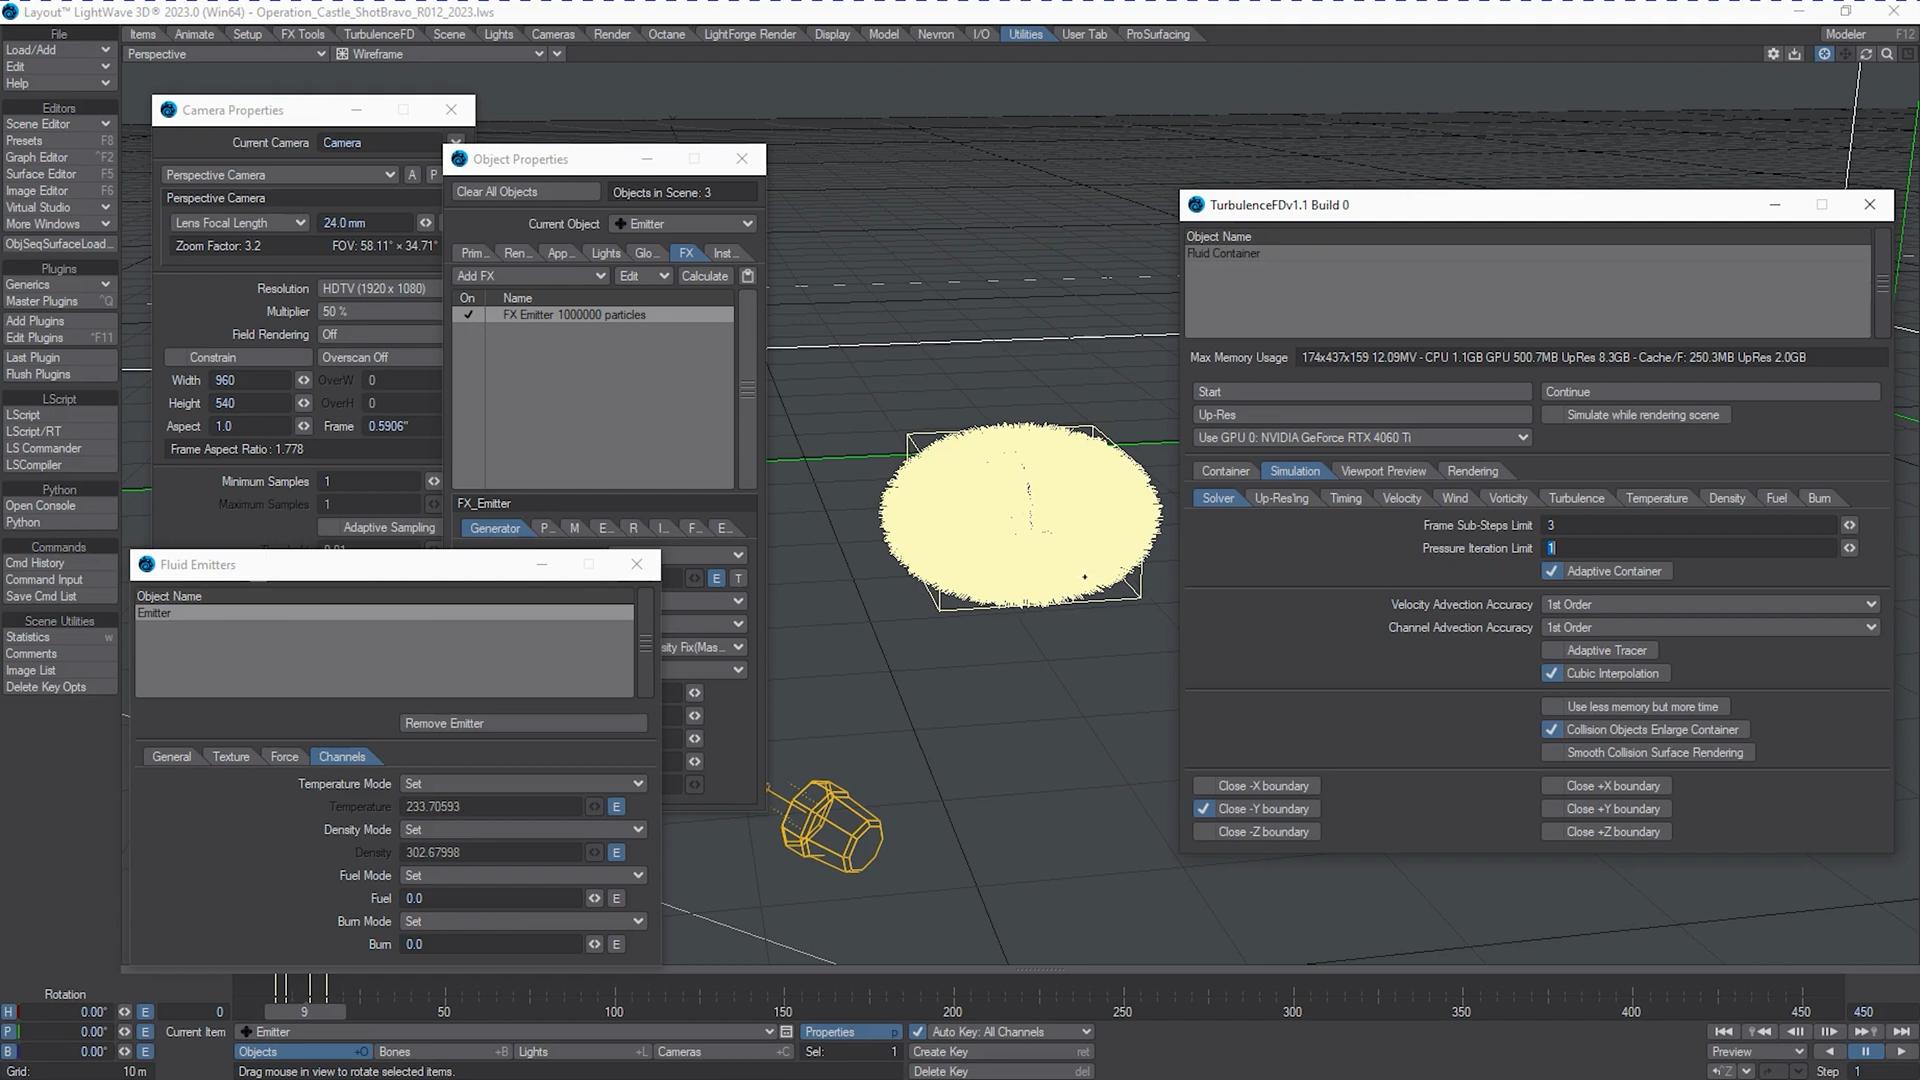 Layout™ LightWave 3D® 2023.0 (Win64) - Operation_Castle_ShotBravo_R012_2023.lws
File
Items Animate Setup FX Tools TurbulenceFD Scene Lights Cameras Render Octane LightForge Render Display Model Nevron I/O Utilities User Tab ProSurfacing Modeler F12
Load/Add
Edit
Help
Perspective Wireframe
Editors
Scene Editor
Presets F8
Graph Editor ^F2
Surface Editor F5
Image Editor F6
Virtual Studio
More Windows
ObjSeqSurfaceLoad...
Plugins
Generics
Master Plugins ^Q
Add Plugins
Edit Plugins ^F11
Last Plugin
Flush Plugins
LScript
LScript
LScript/RT
LS Commander
LSCompiler
Python
Open Console
Python
Commands
Cmd History
Command Input
Save Cmd List
Scene Utilities
Statistics w
Comments
Image List
Delete Key Opts
Camera Properties
Current Camera Camera
Perspective Camera A P
Perspective Camera
Lens Focal Length 24.0 mm
Zoom Factor: 3.2 FOV: 58.11° × 34.71°
Resolution HDTV (1920 x 1080)
Multiplier 50 %
Field Rendering Off
Constrain Overscan Off
Width 960 OverW 0
Height 540 OverH 0
Aspect 1.0 Frame 0.5906"
Frame Aspect Ratio : 1.778
Minimum Samples 1
Maximum Samples 1
Adaptive Sampling
Object Properties
Clear All Objects Objects in Scene: 3
Current Object Emitter
Prim... Ren... App... Lights Glo... FX Inst...
Add FX Edit Calculate
On Name
FX Emitter 1000000 particles
FX_Emitter
Generator P... M E... R I... F... E...
E T
sity Fix(Mas...
Fluid Emitters
Object Name
Emitter
Remove Emitter
General Texture Force Channels
Temperature Mode Set
Temperature 233.70593 E
Density Mode Set
Density 302.67998 E
Fuel Mode Set
Fuel 0.0 E
Burn Mode Set
Burn 0.0 E
TurbulenceFDv1.1 Build 0
Object Name
Fluid Container
Max Memory Usage 174x437x159 12.09MV - CPU 1.1GB GPU 500.7MB UpRes 8.3GB - Cache/F: 250.3MB UpRes 2.0GB
Start Continue
Up-Res Simulate while rendering scene
Use GPU 0: NVIDIA GeForce RTX 4060 Ti
Container Simulation Viewport Preview Rendering
Solver Up-Res'ing Timing Velocity Wind Vorticity Turbulence Temperature Density Fuel Burn
Frame Sub-Steps Limit 3
Pressure Iteration Limit 1
Adaptive Container
Velocity Advection Accuracy 1st Order
Channel Advection Accuracy 1st Order
Adaptive Tracer
Cubic Interpolation
Use less memory but more time
Collision Objects Enlarge Container
Smooth Collision Surface Rendering
Close -X boundary Close +X boundary
Close -Y boundary Close +Y boundary
Close -Z boundary Close +Z boundary
Rotation
H 0.00° E 0 9 50 100 150 200 250 300 350 400 450 450
P 0.00° E Current Item Emitter Properties p Auto Key: All Channels
B 0.00° E Objects +O Bones +B Lights +L Cameras +C Sel: 1 Create Key ret Preview
Grid: 10 m Drag mouse in view to rotate selected items. Delete Key del ^Z Step 1